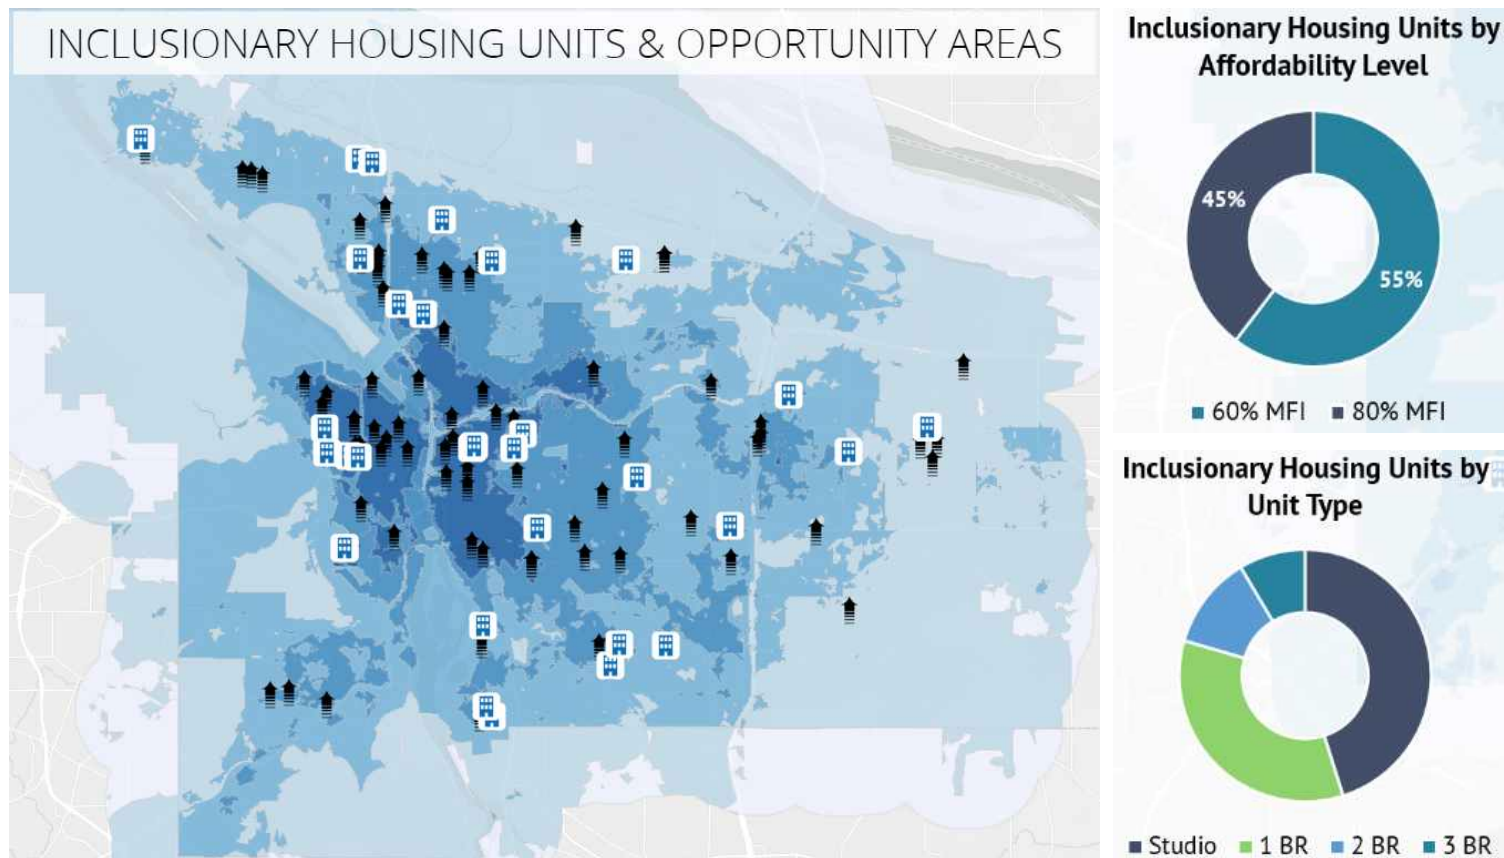 INCLUSIONARY HOUSING UNITS & OPPORTUNITY AREAS
Inclusionary Housing Units by
Affordability Level
45%
55%
60% MFI 80% MFI
Inclusionary Housing Units by
Unit Type
Studio 1 BR 2 BR 3 BR